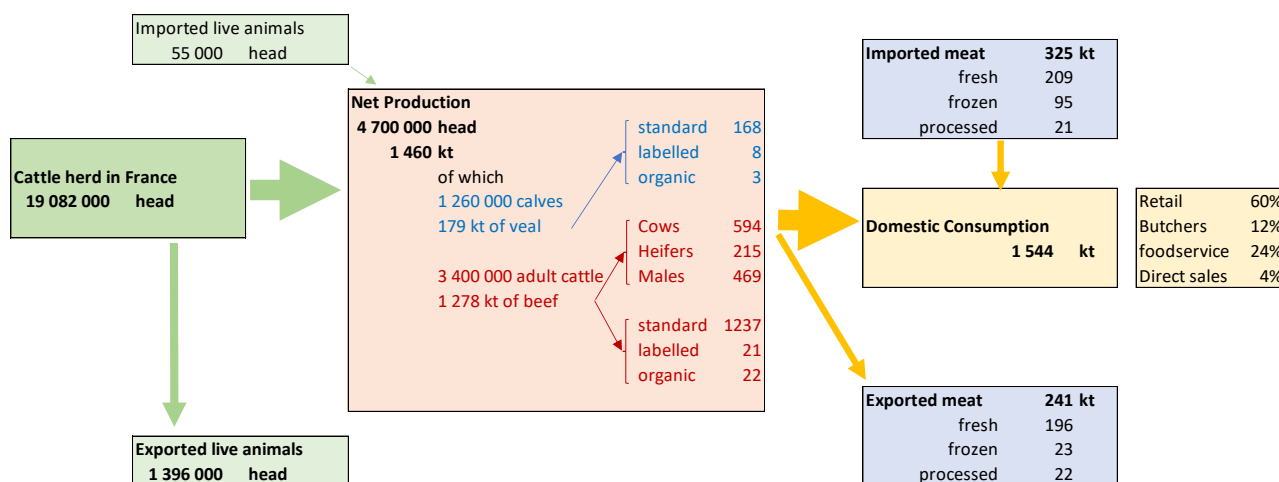 Imported live animals
55 000 head
Cattle herd in France
19 082 000 head
Exported live animals
1 396 000 head
Net Production
4 700 000 head
1 460 kt
of which
1 260 000 calves
179 kt of veal
standard 168
labelled 8
organic 3
3 400 000 adult cattle
1 278 kt of beef
Cows 594
Heifers 215
Males 469
standard 1237
labelled 21
organic 22
Imported meat 325 kt
fresh 209
frozen 95
processed 21
Domestic Consumption
1 544 kt
Retail 60%
Butchers 12%
foodservice 24%
Direct sales 4%
Exported meat 241 kt
fresh 196
frozen 23
processed 22